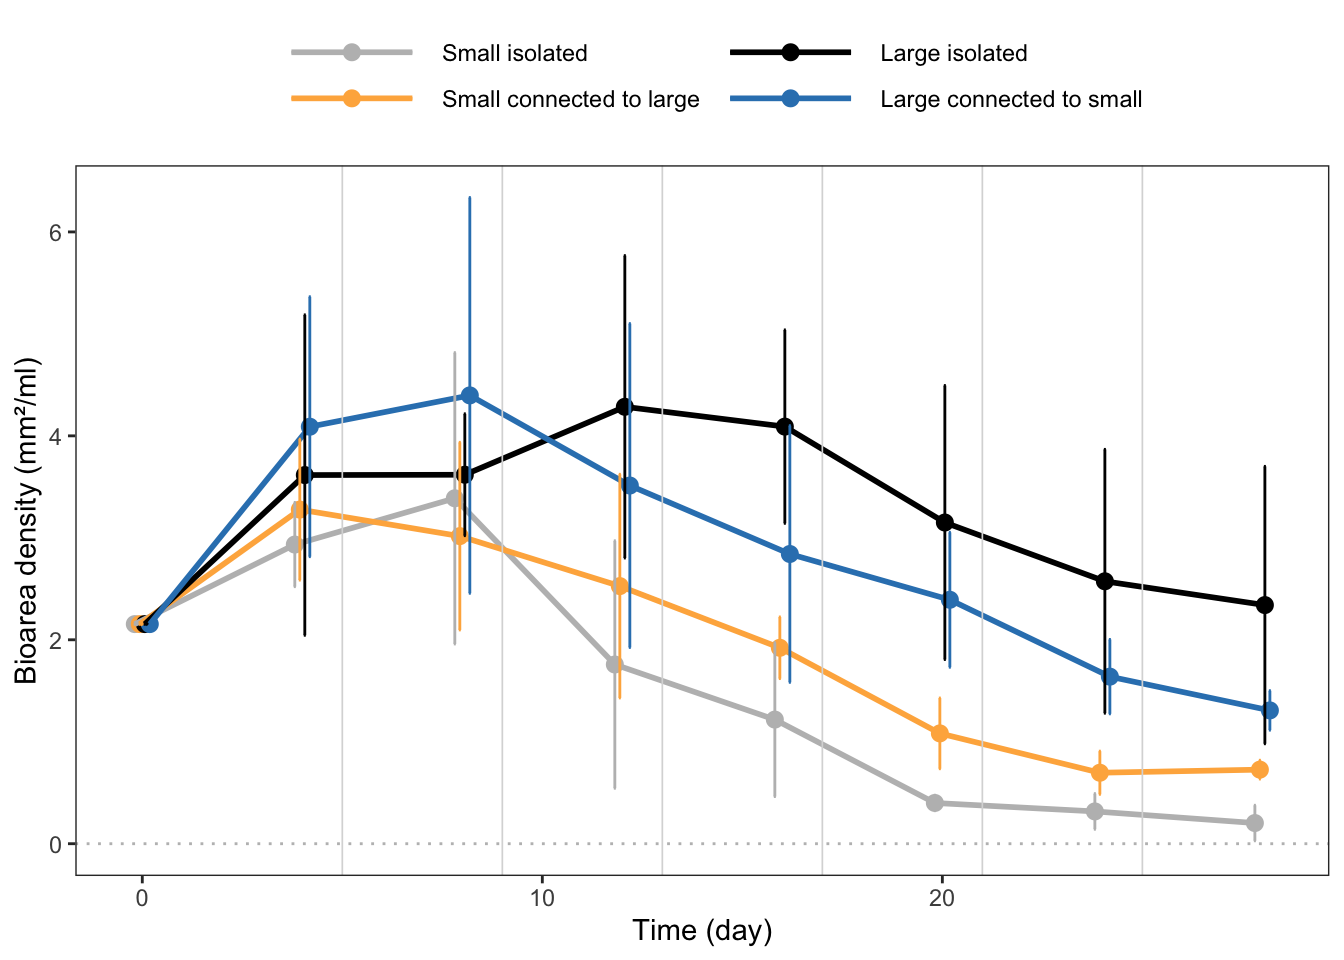 Small isolated
Large isolated
Small connected to large
Large connected to small
Bioarea density (mm²/ml)
6
4
2
0
0
10
20
Time (day)